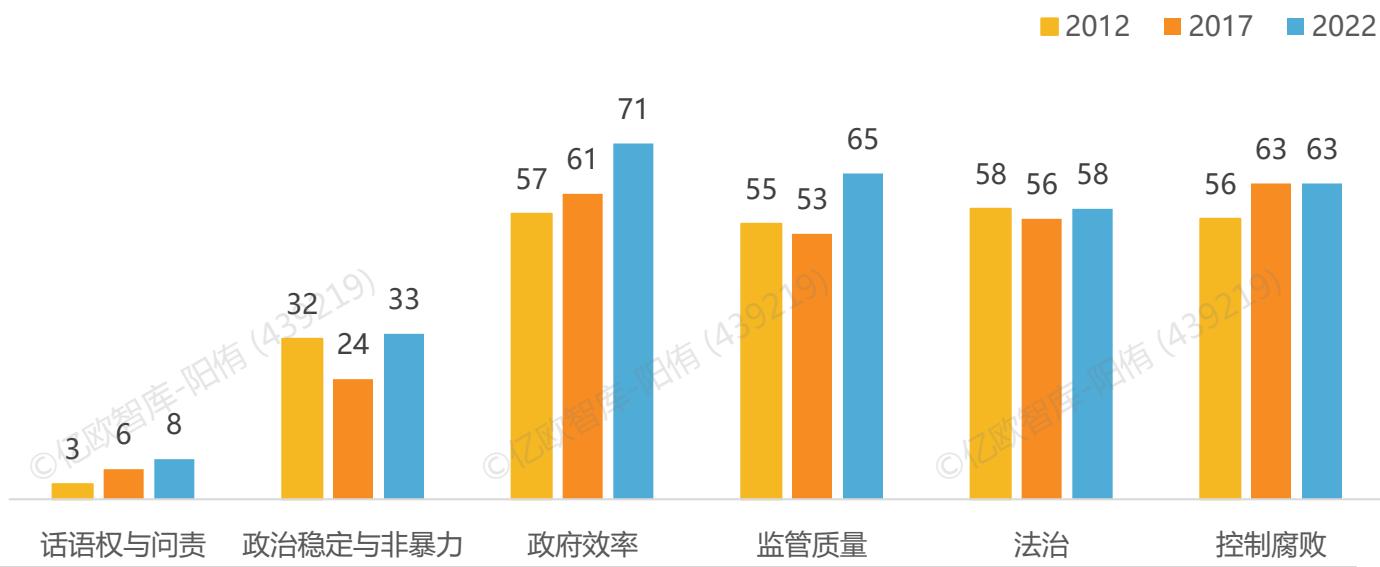 2012 2017 2022
3 6 8
32 24 33
57 61 71
55 53 65
58 56 58
56 63 63
话语权与问责 政治稳定与非暴力 政府效率 监管质量 法治 控制腐败
©亿欧智库-阳侑 (439219)
©亿欧智库-阳侑 (439219)
©亿欧智库-阳侑 (439219)